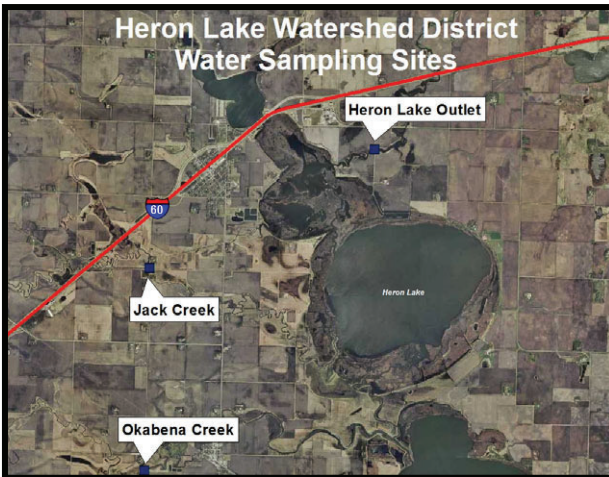 Heron Lake Watershed District
Water Sampling Sites
Heron Lake Outlet
60
Heron Lake
Jack Creek
Okabena Creek